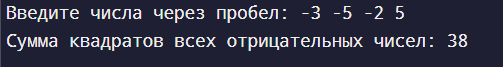 Введите числа через пробел: -3 -5 -2 5
Сумма квадратов всех отрицательных чисел: 38